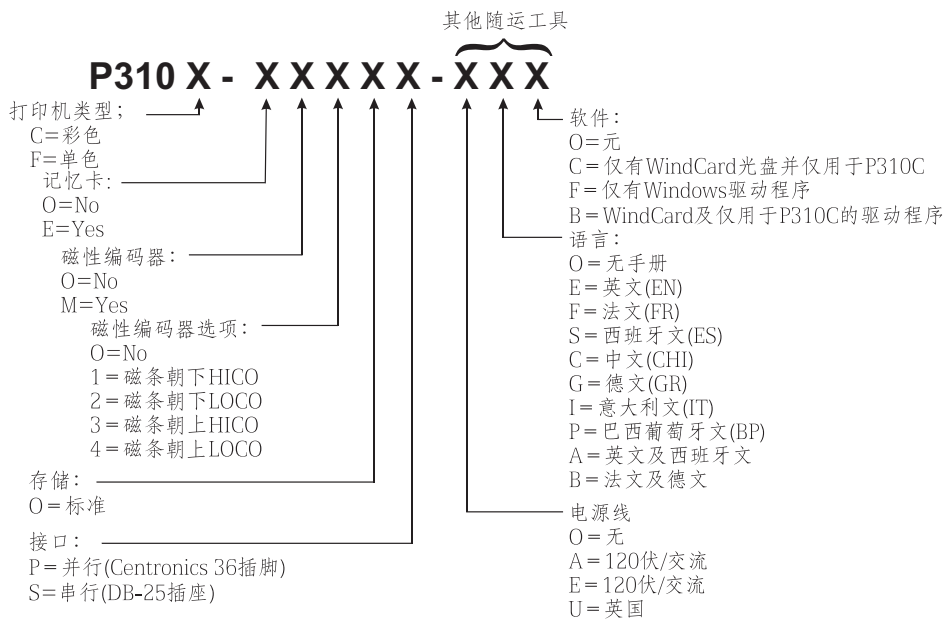 其他随运工具
P310 X - X X X X X - X X X
打印机类型；
C=彩色
F=单色
记忆卡：
O=No
E=Yes
磁性编码器：
O=No
M=Yes
磁性编码器选项：
O=No
1=磁条朝下HICO
2=磁条朝下LOCO
3=磁条朝上HICO
4=磁条朝上LOCO
存储：
O=标准
接口：
P=并行(Centronics 36插脚)
S=串行(DB-25插座)
软件：
O=元
C=仅有WindCard光盘并仅用于P310C
F=仅有Windows驱动程序
B=WindCard及仅用于P310C的驱动程序
语言：
O=无手册
E=英文(EN)
F=法文(FR)
S=西班牙文(ES)
C=中文(CHI)
G=德文(GR)
I=意大利文(IT)
P=巴西葡萄牙文(BP)
A=英文及西班牙文
B=法文及德文
电源线
O=无
A=120伏/交流
E=120伏/交流
U=英国